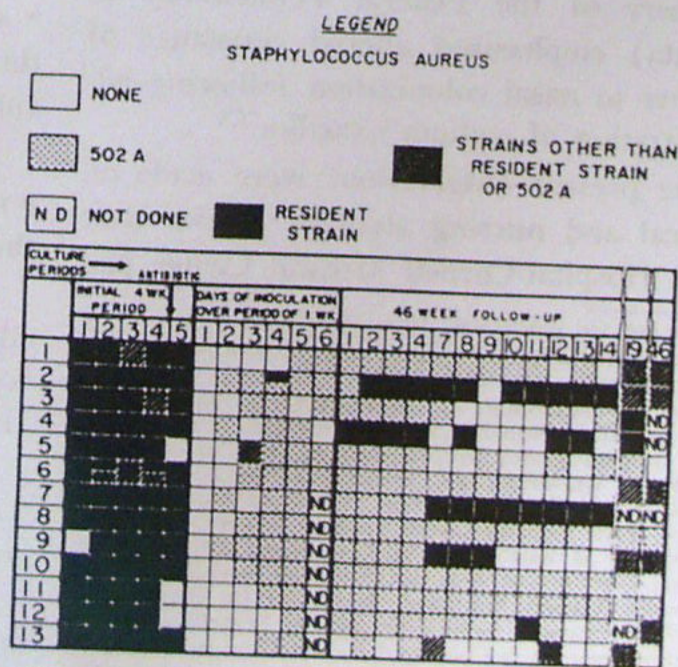 LEGEND
STAPHYLOCOCCUS AUREUS
NONE
502 A
STRAINS OTHER THAN
RESIDENT STRAIN
OR 502 A
ND NOT DONE
RESIDENT
STRAIN
CULTURE
PERIODS
ANTIBIOTIC
INITIAL 4 WK.
PERIOD
DAYS OF INOCULATION
OVER PERIOD OF 1 WK.
46 WEEK FOLLOW-UP
1 2 3 4 5 1 2 3 4 5 6 1 2 3 4 5 7 8 9 10 11 12 14 19 46
1
2
3 ND
4 ND
5
6
7 ND
8 ND ND ND
9 ND
10 ND
11 ND
12 ND ND
13 ND